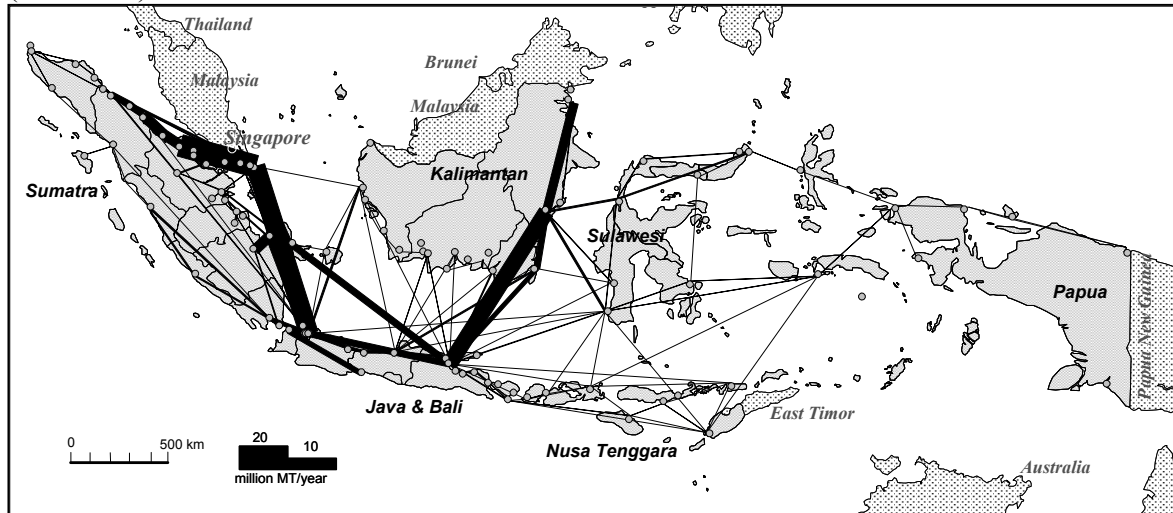 Thailand
Malaysia
Brunei
Malaysia
Singapore
Kalimantan
Sumatra
Sulawesi
Papua
Papua New Guinea
Java & Bali
East Timor
Nusa Tenggara
0 500 km
20
10
million MT/year
Australia